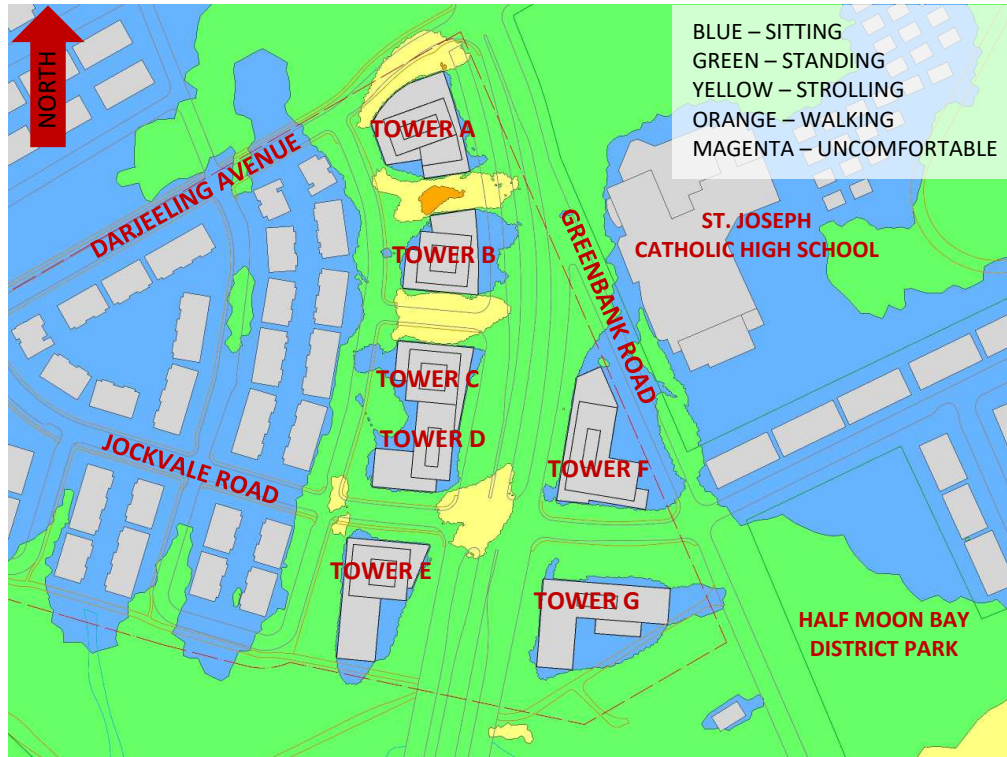 NORTH
BLUE – SITTING
GREEN – STANDING
YELLOW – STROLLING
ORANGE – WALKING
MAGENTA – UNCOMFORTABLE
TOWER A
DARJEELING AVENUE
TOWER B
GREENBANK ROAD
ST. JOSEPH
CATHOLIC HIGH SCHOOL
TOWER C
TOWER D
JOCKVALE ROAD
TOWER F
TOWER E
TOWER G
HALF MOON BAY
DISTRICT PARK